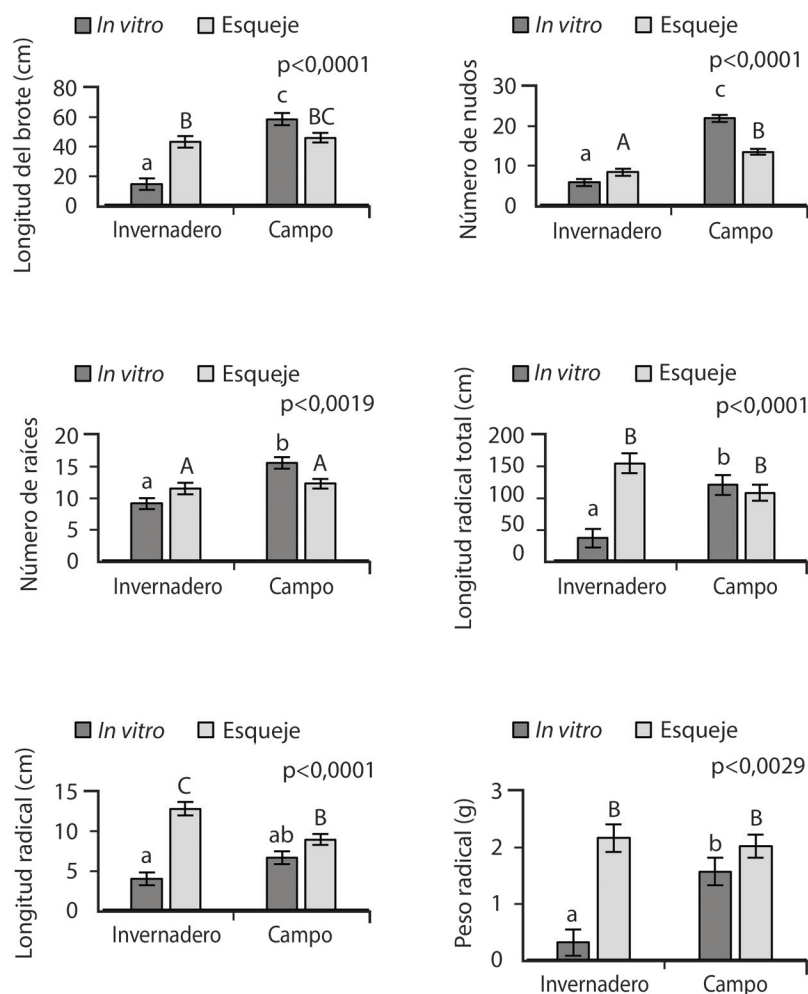 In vitro Esqueje
p<0,0001
Longitud del brote (cm)
80
60
40
20
0
a
B
c
BC
Invernadero Campo
In vitro Esqueje
p<0,0001
Número de nudos
30
20
10
0
a
A
c
B
Invernadero Campo
In vitro Esqueje
p<0,0019
Número de raíces
20
15
10
5
0
a
A
b
A
Invernadero Campo
In vitro Esqueje
p<0,0001
Longitud radical total (cm)
200
150
100
50
0
a
B
b
B
Invernadero Campo
In vitro Esqueje
p<0,0001
Longitud radical (cm)
15
10
5
0
a
C
ab
B
Invernadero Campo
In vitro Esqueje
p<0,0029
Peso radical (g)
3
2
1
0
a
B
b
B
Invernadero Campo